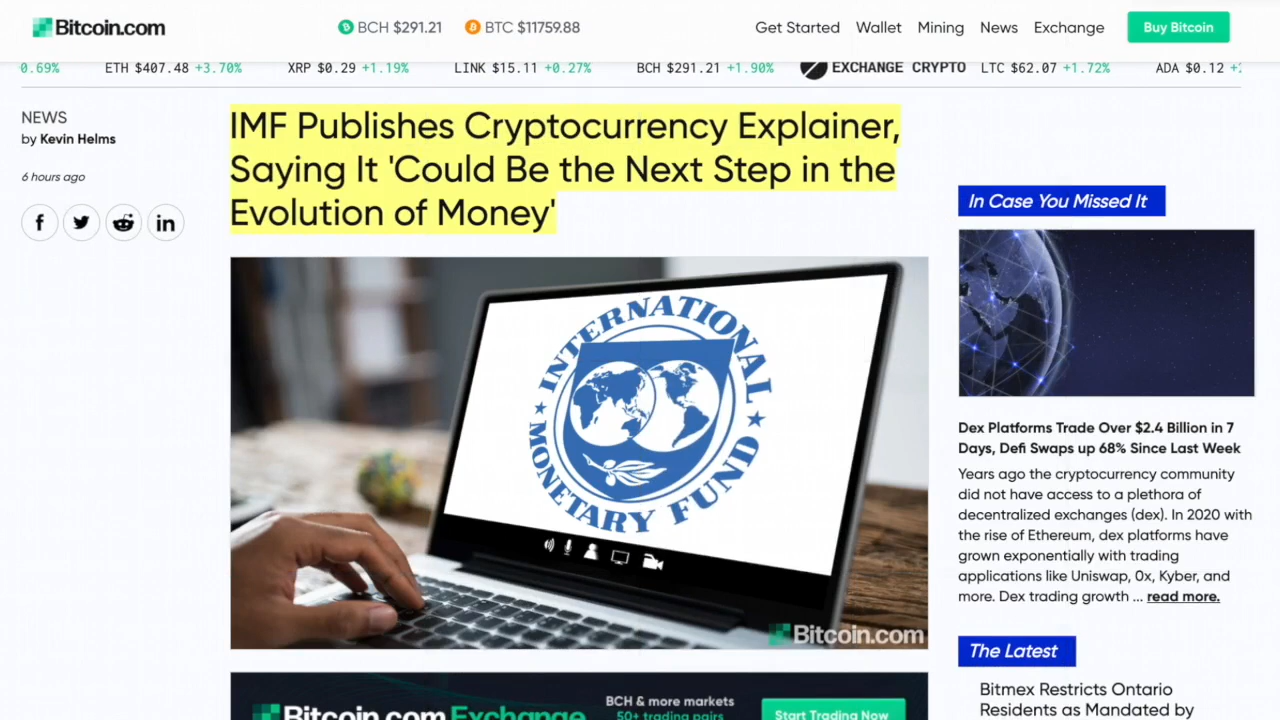 Bitcoin.com
BCH $291.21
BTC $11759.88
Get Started
Wallet
Mining
News
Exchange
Buy Bitcoin
0.69%
ETH $407.48 +3.70%
XRP $0.29 +1.19%
LINK $15.11 +0.27%
BCH $291.21 +1.90%
EXCHANGE CRYPTO
LTC $62.07 +1.72%
ADA $0.12
NEWS
by Kevin Helms
6 hours ago
IMF Publishes Cryptocurrency Explainer,
Saying It 'Could Be the Next Step in the
Evolution of Money'
INTERNATIONAL
MONETARY FUND
Bitcoin.com
Bitcoin.com Exchange
BCH & more markets
50+ trading pairs
Start Trading Now
In Case You Missed It
Dex Platforms Trade Over $2.4 Billion in 7
Days, Defi Swaps up 68% Since Last Week
Years ago the cryptocurrency community
did not have access to a plethora of
decentralized exchanges (dex). In 2020 with
the rise of Ethereum, dex platforms have
grown exponentially with trading
applications like Uniswap, 0x, Kyber, and
more. Dex trading growth ... read more.
The Latest
Bitmex Restricts Ontario
Residents as Mandated by